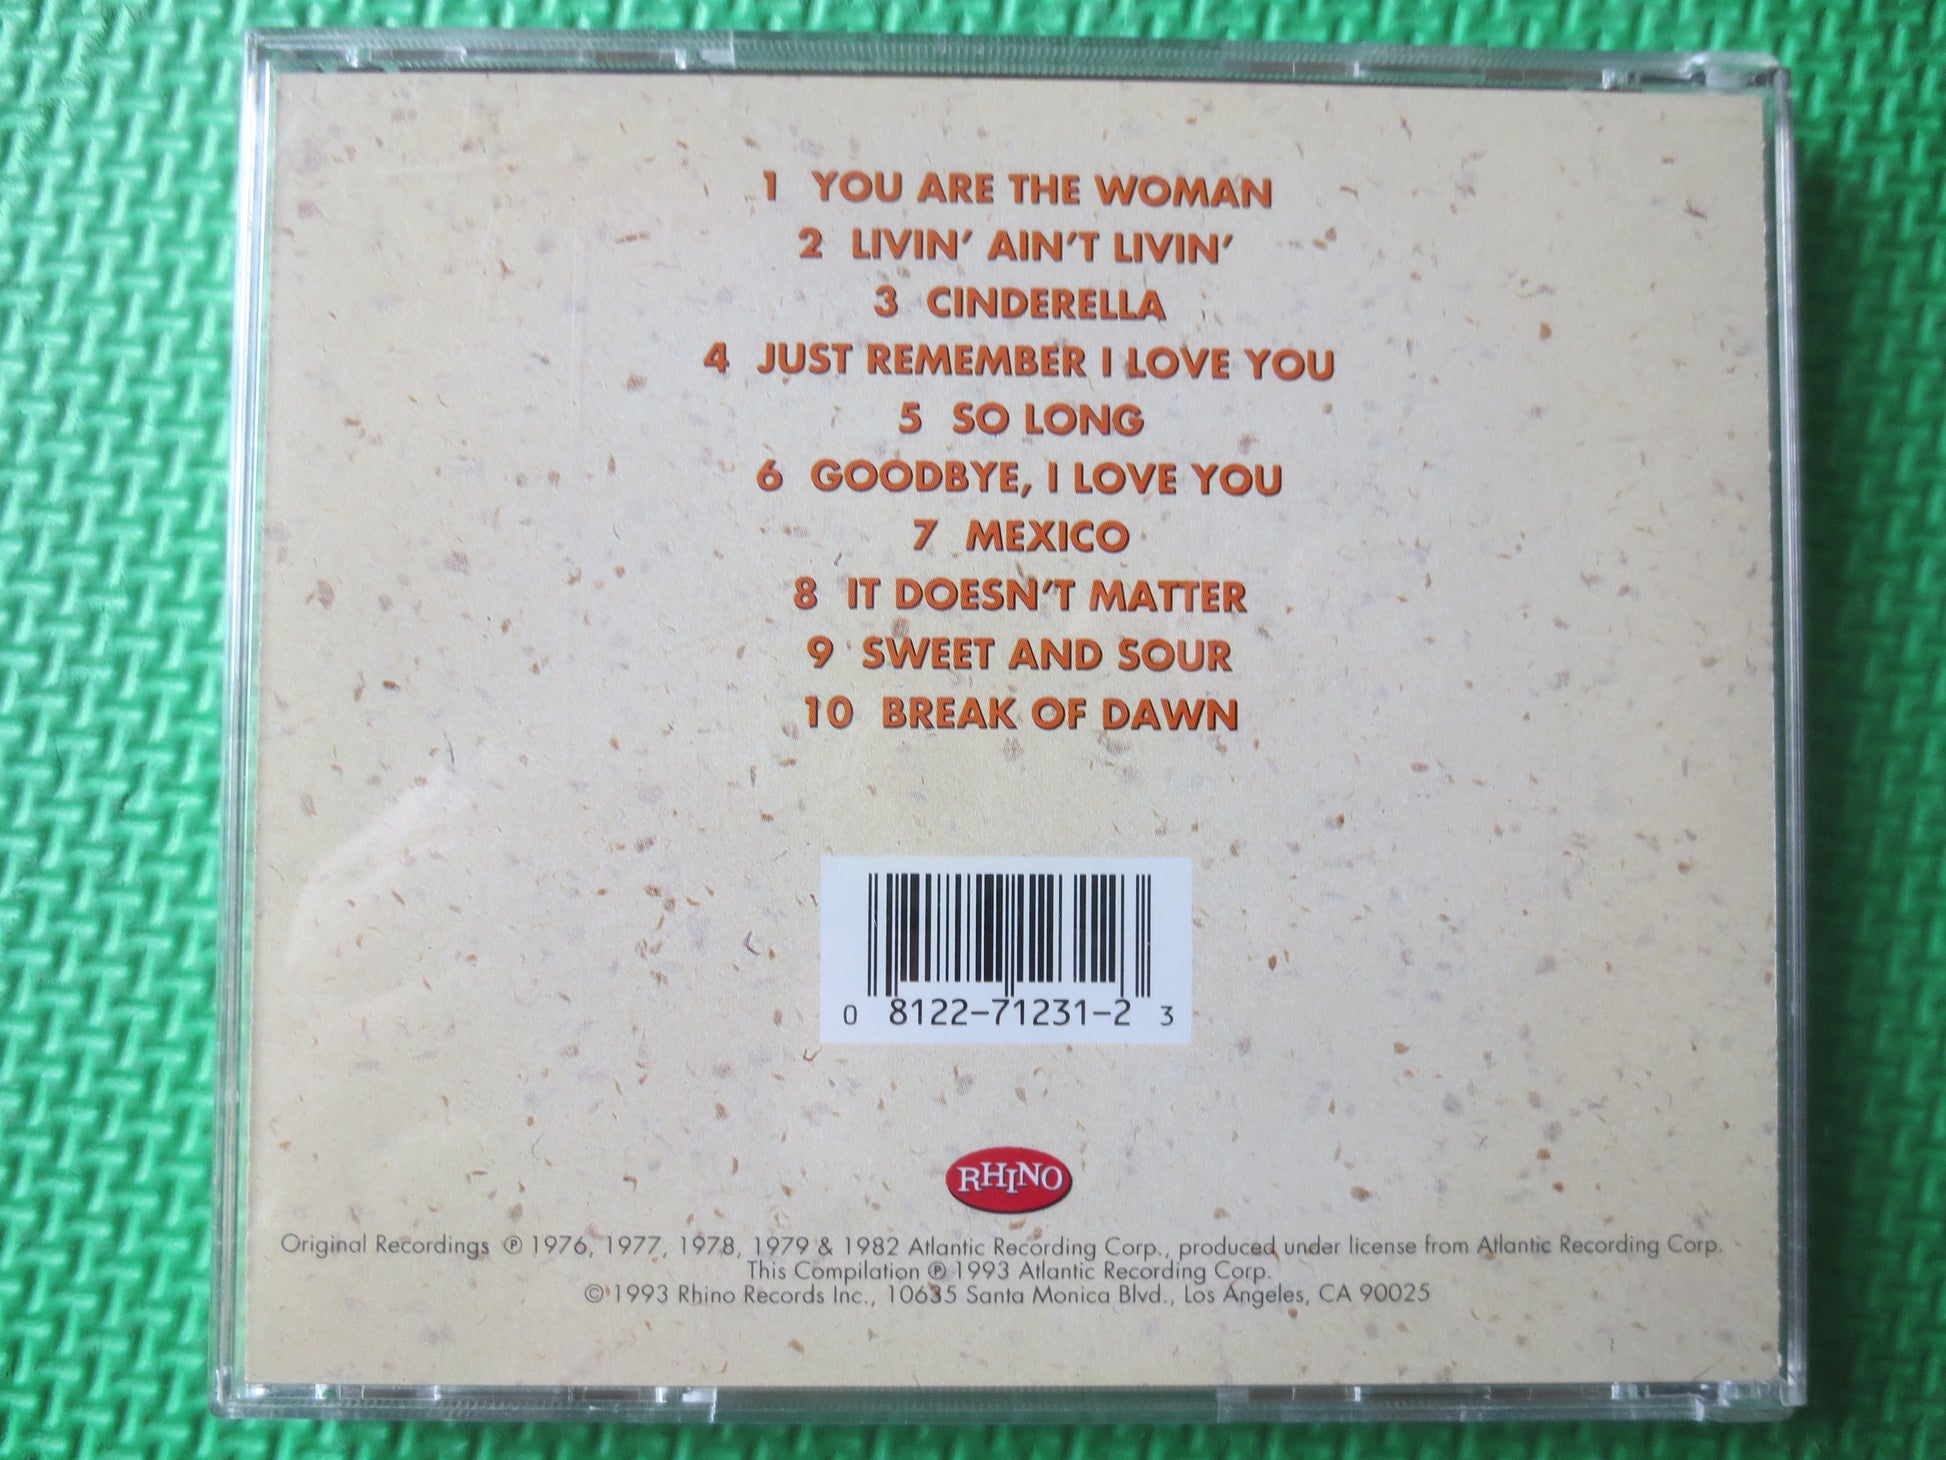 1 YOU ARE THE WOMAN
2 LIVIN' AIN'T LIVIN'
3 CINDERELLA
4 JUST REMEMBER I LOVE YOU
5 SO LONG
6 GOODBYE, I LOVE YOU
7 MEXICO
8 IT DOESN'T MATTER
9 SWEET AND SOUR
10 BREAK OF DAWN
0 8122-71231-2 3
RHINO
Original Recordings ℗ 1976, 1977, 1978, 1979 & 1982 Atlantic Recording Corp., produced under license from Atlantic Recording Corp.
This Compilation ℗ 1993 Atlantic Recording Corp.
© 1993 Rhino Records Inc., 10635 Santa Monica Blvd., Los Angeles, CA 90025